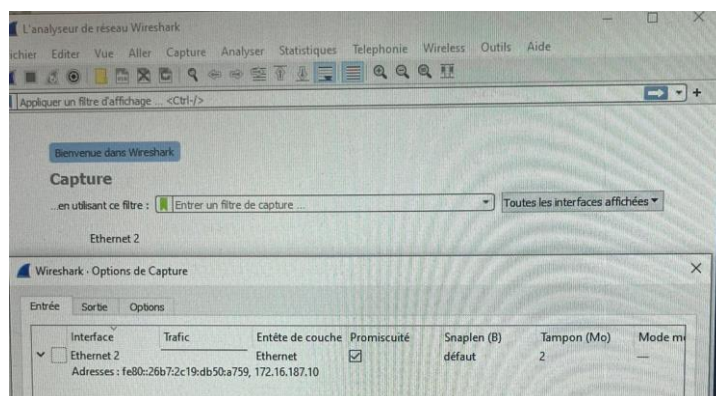 L'analyseur de réseau Wireshark
ichier Editer Vue Aller Capture Analyser Statistiques Telephonie Wireless Outils Aide
Appliquer un filtre d'affichage ... <Ctrl-/>
Bienvenue dans Wireshark
Capture
...en utilisant ce filtre : Entrer un filtre de capture ... Toutes les interfaces affichées
Ethernet 2
Wireshark · Options de Capture
Entrée Sortie Options
Interface Trafic Entête de couche Promiscuité Snaplen (B) Tampon (Mo) Mode m
Ethernet 2 Ethernet défaut 2 —
Adresses : fe80::26b7:2c19:db50:a759, 172.16.187.10